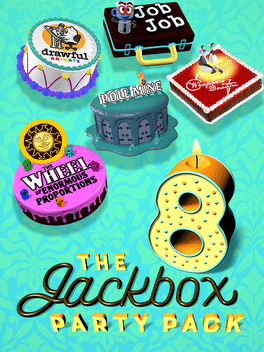 drawful
ANIMATE
JOB
JOB
POLL MINE
Weapons
Drawn
THE
WHEEL
OF ENORMOUS
PROPORTIONS
8
THE
Jackbox
PARTY PACK